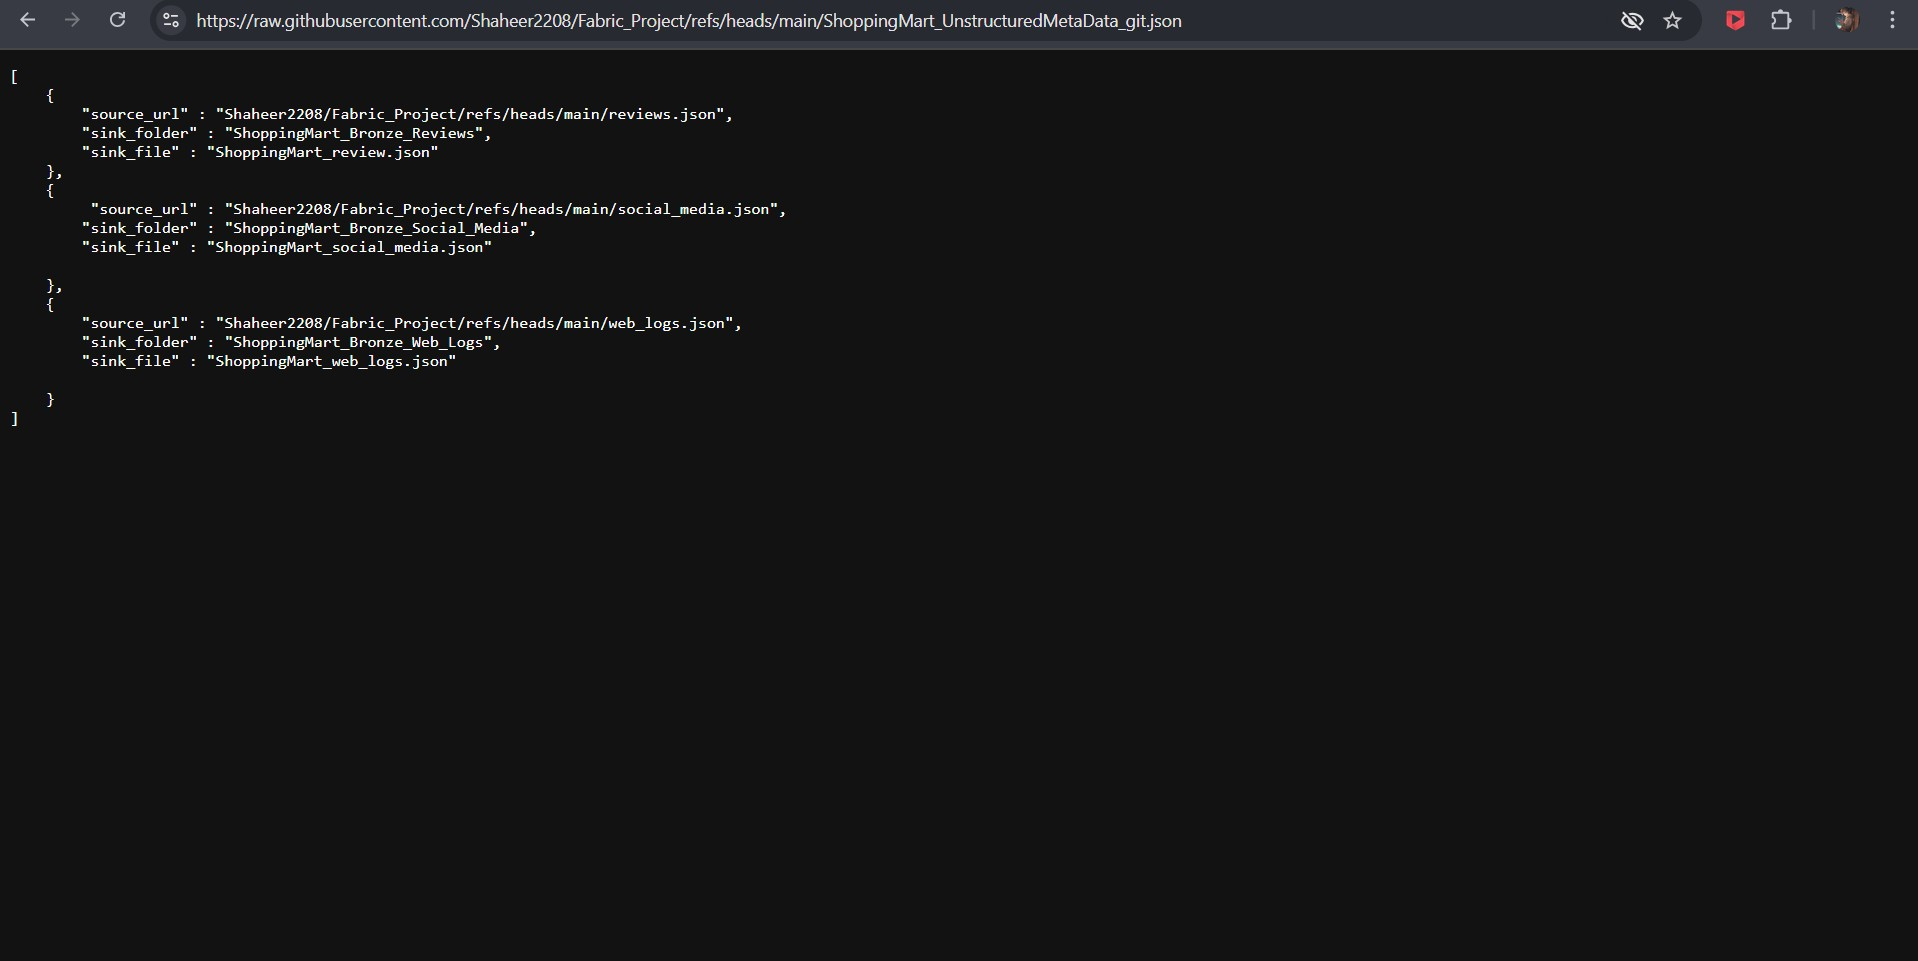 https://raw.githubusercontent.com/Shaheer2208/Fabric_Project/refs/heads/main/ShoppingMart_UnstructuredMetaData_git.json
[
    {
        "source_url" : "Shaheer2208/Fabric_Project/refs/heads/main/reviews.json",
        "sink_folder" : "ShoppingMart_Bronze_Reviews",
        "sink_file" : "ShoppingMart_review.json"
    },
    {
         "source_url" : "Shaheer2208/Fabric_Project/refs/heads/main/social_media.json",
        "sink_folder" : "ShoppingMart_Bronze_Social_Media",
        "sink_file" : "ShoppingMart_social_media.json"
    },
    {
        "source_url" : "Shaheer2208/Fabric_Project/refs/heads/main/web_logs.json",
        "sink_folder" : "ShoppingMart_Bronze_Web_Logs",
        "sink_file" : "ShoppingMart_web_logs.json"
    }
]